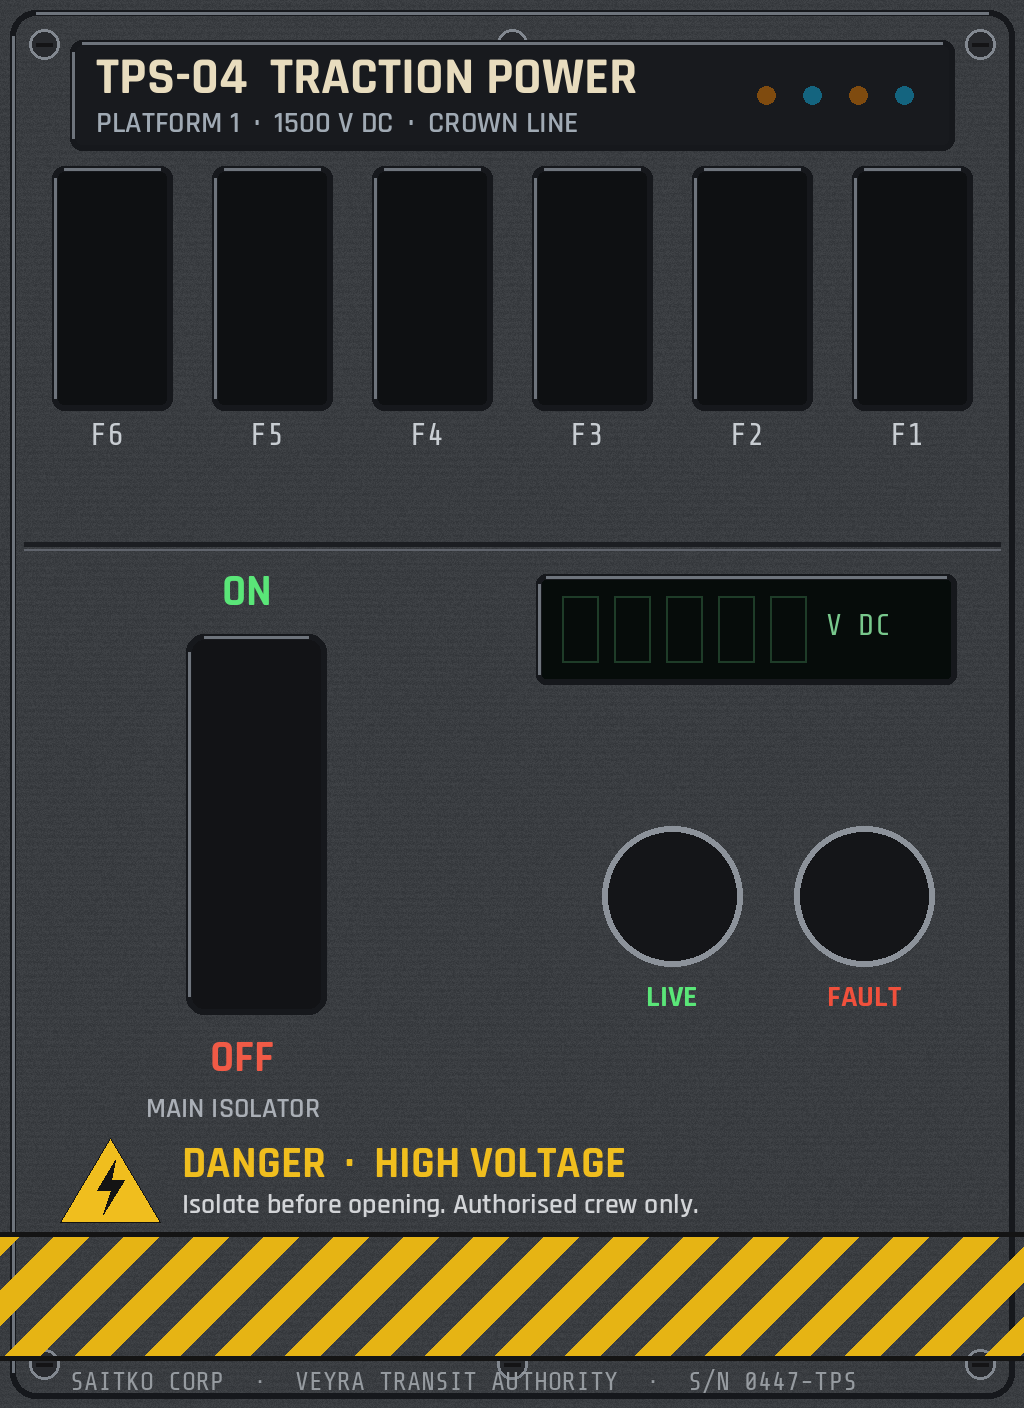 TPS-04 TRACTION POWER
PLATFORM 1 · 1500 V DC · CROWN LINE
F6 F5 F4 F3 F2 F1
ON
V DC
LIVE FAULT
OFF
MAIN ISOLATOR
DANGER · HIGH VOLTAGE
Isolate before opening. Authorised crew only.
SAITKO CORP · VEYRA TRANSIT AUTHORITY · S/N 0447-TPS